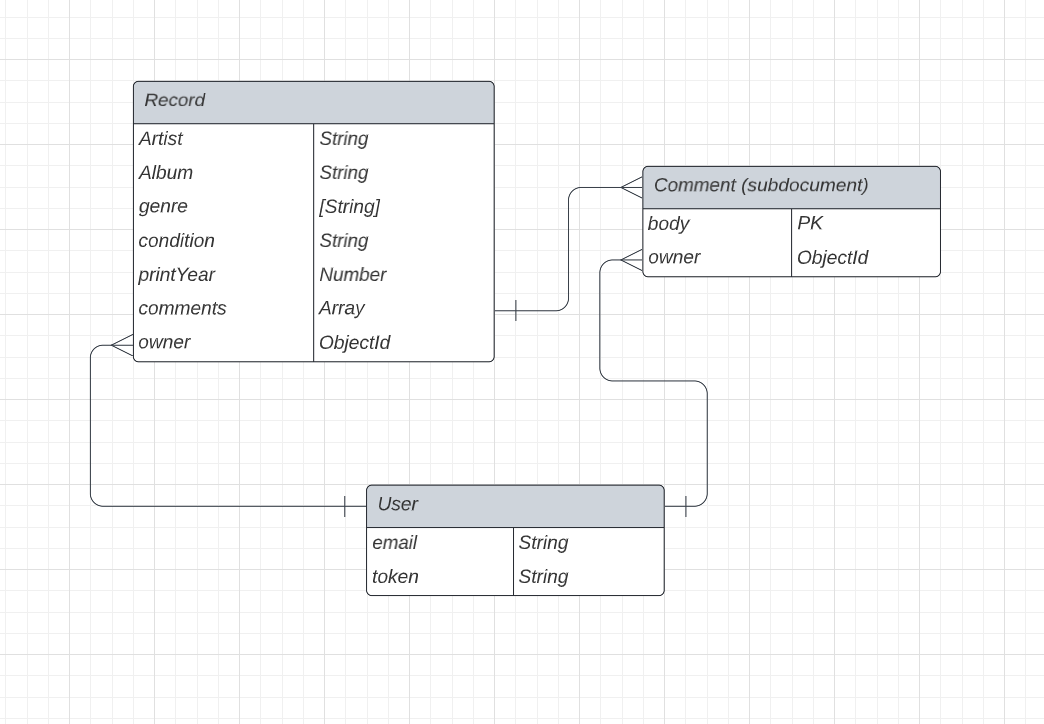 Record
Artist String
Album String
genre [String]
condition String
printYear Number
comments Array
owner ObjectId
Comment (subdocument)
body PK
owner ObjectId
User
email String
token String